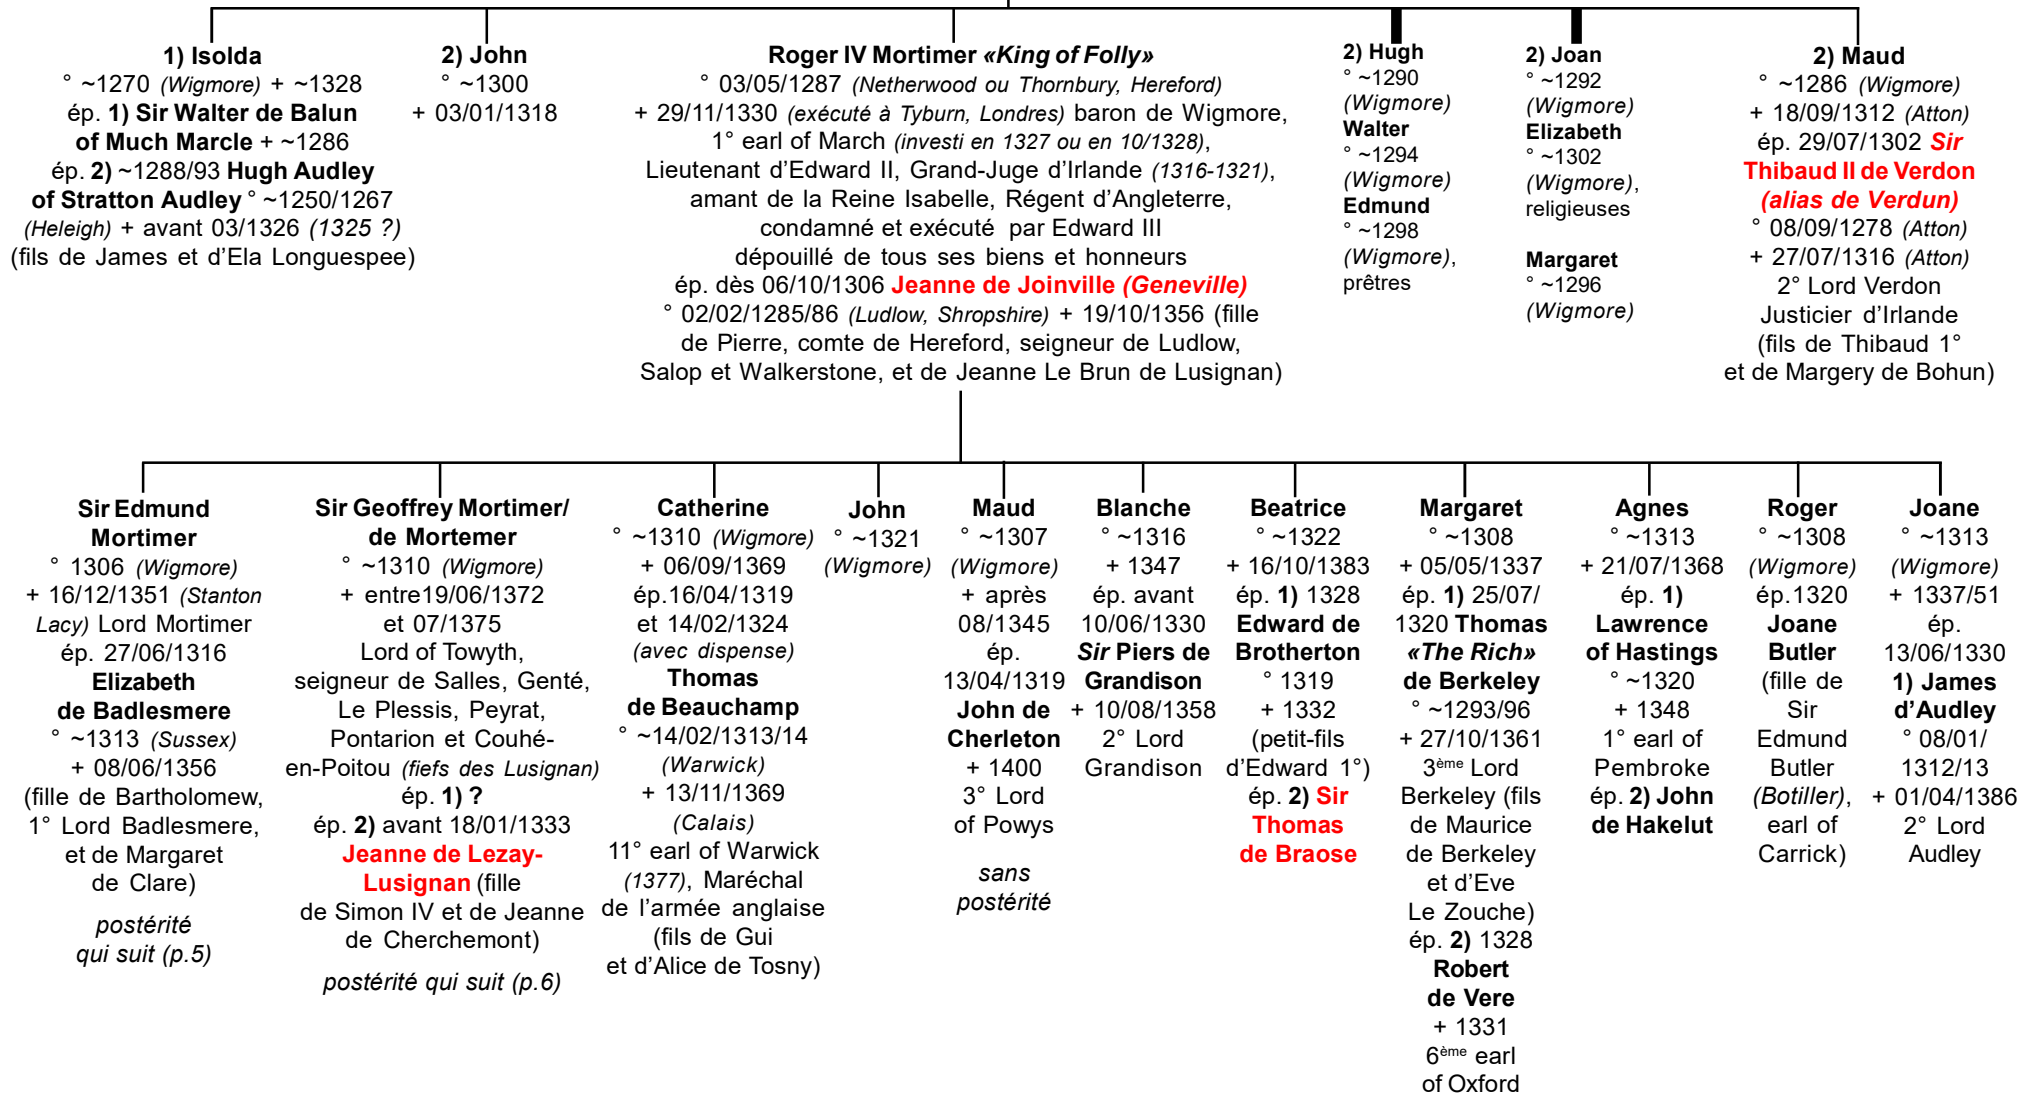 1) Isolda
° ~1270 (Wigmore) + ~1328
ép. 1) Sir Walter de Balun
of Much Marcle + ~1286
ép. 2) ~1288/93 Hugh Audley
of Stratton Audley ° ~1250/1267
(Heleigh) + avant 03/1326 (1325 ?)
(fils de James et d'Ela Longuespee)
2) John
° ~1300
+ 03/01/1318
Roger IV Mortimer «King of Folly»
° 03/05/1287 (Netherwood ou Thornbury, Hereford)
+ 29/11/1330 (exécuté à Tyburn, Londres) baron de Wigmore,
1° earl of March (investi en 1327 ou en 10/1328),
Lieutenant d'Edward II, Grand-Juge d'Irlande (1316-1321),
amant de la Reine Isabelle, Régent d'Angleterre,
condamné et exécuté par Edward III
dépouillé de tous ses biens et honneurs
ép. dès 06/10/1306 Jeanne de Joinville (Geneville)
° 02/02/1285/86 (Ludlow, Shropshire) + 19/10/1356 (fille
de Pierre, comte de Hereford, seigneur de Ludlow,
Salop et Walkerstone, et de Jeanne Le Brun de Lusignan)
2) Hugh
° ~1290
(Wigmore)
Walter
° ~1294
(Wigmore)
Edmund
° ~1298
(Wigmore),
prêtres
2) Joan
° ~1292
(Wigmore)
Elizabeth
° ~1302
(Wigmore),
religieuses
Margaret
° ~1296
(Wigmore)
2) Maud
° ~1286 (Wigmore)
+ 18/09/1312 (Atton)
ép. 29/07/1302 Sir
Thibaud II de Verdon
(alias de Verdun)
° 08/09/1278 (Atton)
+ 27/07/1316 (Atton)
2° Lord Verdon
Justicier d'Irlande
(fils de Thibaud 1°
et de Margery de Bohun)
Sir Edmund
Mortimer
° 1306 (Wigmore)
+ 16/12/1351 (Stanton
Lacy) Lord Mortimer
ép. 27/06/1316
Elizabeth
de Badlesmere
° ~1313 (Sussex)
+ 08/06/1356
(fille de Bartholomew,
1° Lord Badlesmere,
et de Margaret
de Clare)
postérité
qui suit (p.5)
Sir Geoffrey Mortimer/
de Mortemer
° ~1310 (Wigmore)
+ entre19/06/1372
et 07/1375
Lord of Towyth,
seigneur de Salles, Genté,
Le Plessis, Peyrat,
Pontarion et Couhé-
en-Poitou (fiefs des Lusignan)
ép. 1) ?
ép. 2) avant 18/01/1333
Jeanne de Lezay-
Lusignan (fille
de Simon IV et de Jeanne
de Cherchemont)
postérité qui suit (p.6)
Catherine
° ~1310 (Wigmore)
+ 06/09/1369
ép.16/04/1319
et 14/02/1324
(avec dispense)
Thomas
de Beauchamp
° ~14/02/1313/14
(Warwick)
+ 13/11/1369
(Calais)
11° earl of Warwick
(1377), Maréchal
de l'armée anglaise
(fils de Gui
et d'Alice de Tosny)
John
° ~1321
(Wigmore)
Maud
° ~1307
(Wigmore)
+ après
08/1345
ép.
13/04/1319
John de
Cherleton
+ 1400
3° Lord
of Powys
sans
postérité
Blanche
° ~1316
+ 1347
ép. avant
10/06/1330
Sir Piers de
Grandison
+ 10/08/1358
2° Lord
Grandison
Beatrice
° ~1322
+ 16/10/1383
ép. 1) 1328
Edward de
Brotherton
° 1319
+ 1332
(petit-fils
d'Edward 1°)
ép. 2) Sir
Thomas
de Braose
Margaret
° ~1308
+ 05/05/1337
ép. 1) 25/07/
1320 Thomas
«The Rich»
de Berkeley
° ~1293/96
+ 27/10/1361
3ème Lord
Berkeley (fils
de Maurice
de Berkeley
et d'Eve
Le Zouche)
ép. 2) 1328
Robert
de Vere
+ 1331
6ème earl
of Oxford
Agnes
° ~1313
+ 21/07/1368
ép. 1)
Lawrence
of Hastings
° ~1320
+ 1348
1° earl of
Pembroke
ép. 2) John
de Hakelut
Roger
° ~1308
(Wigmore)
ép.1320
Joane
Butler
(fille de
Sir
Edmund
Butler
(Botiller),
earl of
Carrick)
Joane
° ~1313
(Wigmore)
+ 1337/51
ép.
13/06/1330
1) James
d'Audley
° 08/01/
1312/13
+ 01/04/1386
2° Lord
Audley